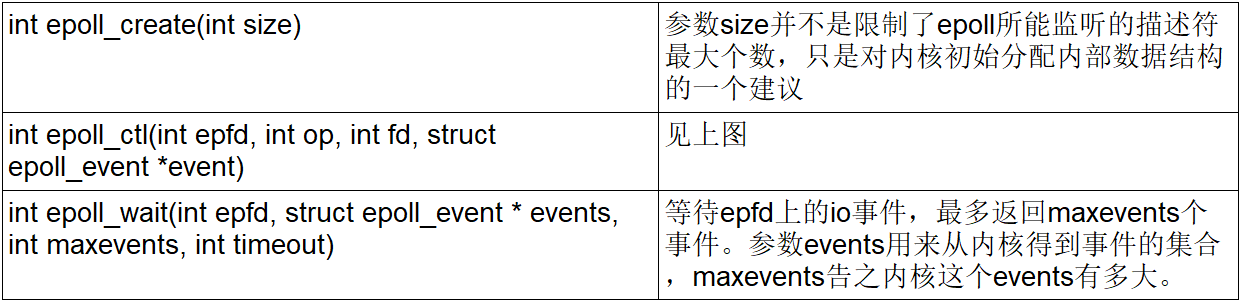 int epoll_create(int size)
参数size并不是限制了epoll所能监听的描述符
最大个数，只是对内核初始分配内部数据结构
的一个建议
int epoll_ctl(int epfd, int op, int fd, struct
epoll_event *event)
见上图
int epoll_wait(int epfd, struct epoll_event * events,
int maxevents, int timeout)
等待epfd上的io事件，最多返回maxevents个
事件。参数events用来从内核得到事件的集合
，maxevents告之内核这个events有多大。